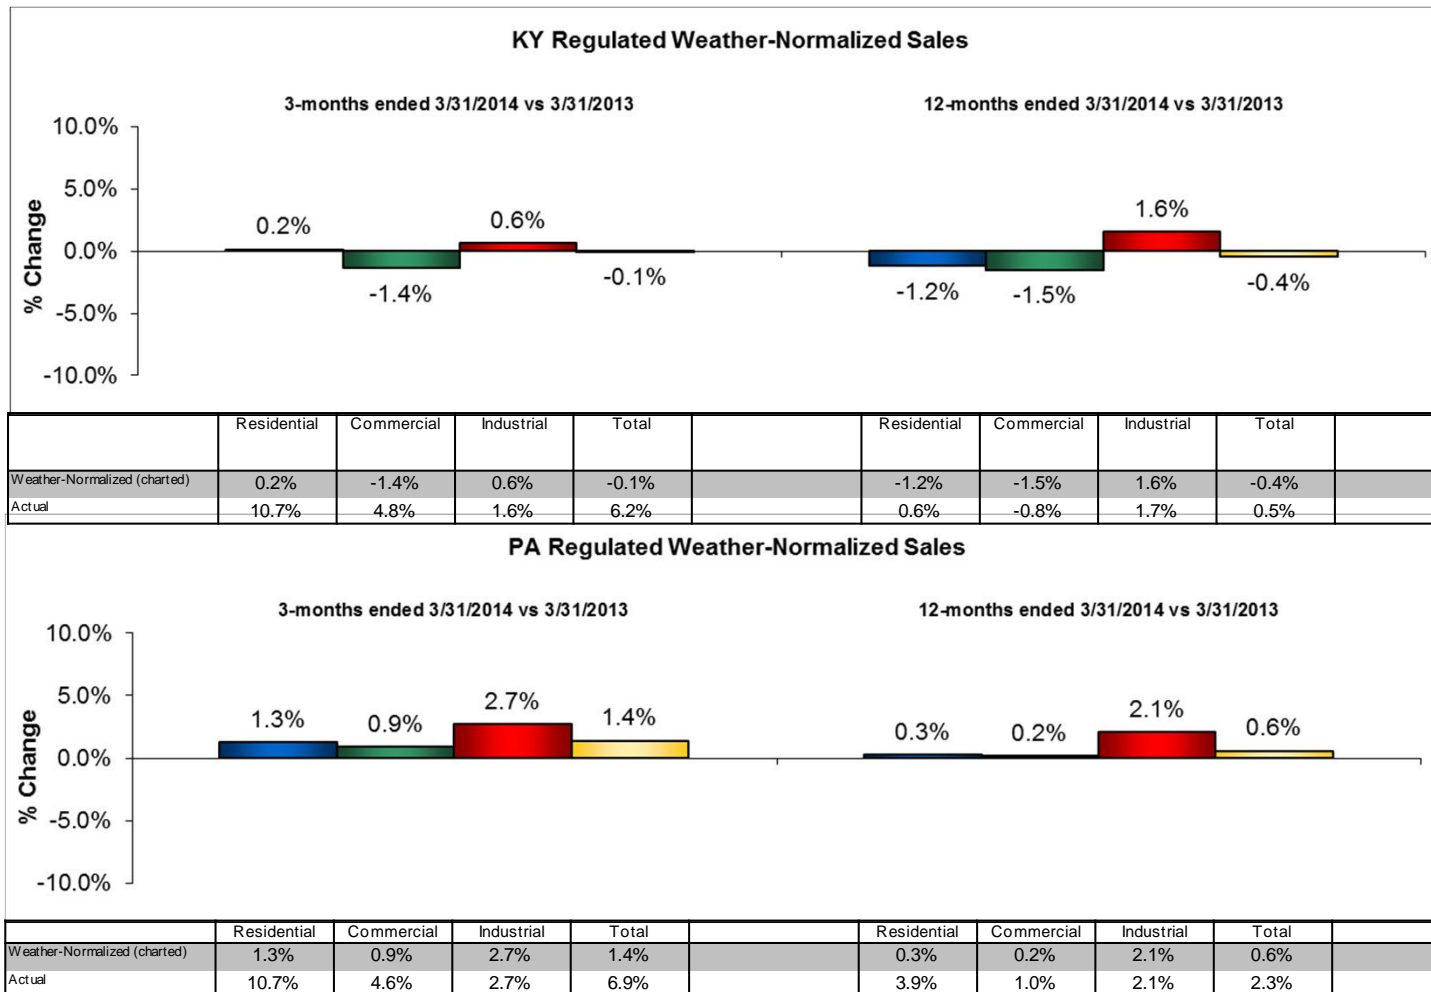 KY Regulated Weather-Normalized Sales
3-months ended 3/31/2014 vs 3/31/2013 12-months ended 3/31/2014 vs 3/31/2013
% Change
10.0%
5.0%
0.0%
-5.0%
-10.0%
0.2% -1.4% 0.6% -0.1% -1.2% -1.5% 1.6% -0.4%
Residential Commercial Industrial Total Residential Commercial Industrial Total
Weather-Normalized (charted) 0.2% -1.4% 0.6% -0.1% -1.2% -1.5% 1.6% -0.4%
Actual 10.7% 4.8% 1.6% 6.2% 0.6% -0.8% 1.7% 0.5%
PA Regulated Weather-Normalized Sales
3-months ended 3/31/2014 vs 3/31/2013 12-months ended 3/31/2014 vs 3/31/2013
% Change
10.0%
5.0%
0.0%
-5.0%
-10.0%
1.3% 0.9% 2.7% 1.4% 0.3% 0.2% 2.1% 0.6%
Residential Commercial Industrial Total Residential Commercial Industrial Total
Weather-Normalized (charted) 1.3% 0.9% 2.7% 1.4% 0.3% 0.2% 2.1% 0.6%
Actual 10.7% 4.6% 2.7% 6.9% 3.9% 1.0% 2.1% 2.3%